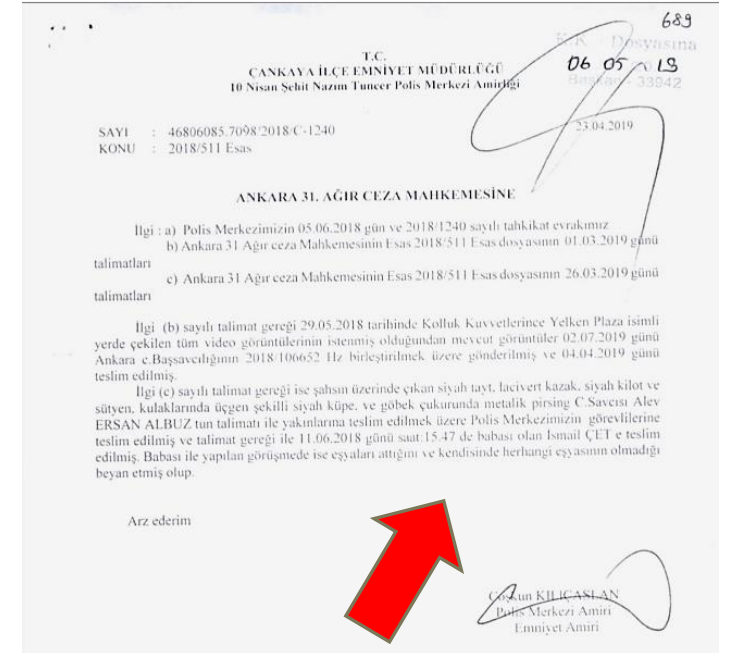 689
K.K Dosyasına
06 05 19
Başkan 33942
T.C.
ÇANKAYA İLÇE EMNİYET MÜDÜRLÜĞÜ
10 Nisan Şehit Nazım Tuncer Polis Merkezi Amirliği
23.04.2019
SAYI : 46806085.7098/2018/C-1240
KONU : 2018/511 Esas
ANKARA 31. AĞIR CEZA MAHKEMESİNE
İlgi : a) Polis Merkezimizin 05.06.2018 gün ve 2018/1240 sayılı tahkikat evrakımız
b) Ankara 31 Ağır ceza Mahkemesinin Esas 2018/511 Esas dosyasının 01.03.2019 günü
talimatları
c) Ankara 31 Ağır ceza Mahkemesinin Esas 2018/511 Esas dosyasının 26.03.2019 günü
talimatları
İlgi (b) sayılı talimat gereği 29.05.2018 tarihinde Kolluk Kuvvetlerince Yelken Plaza isimli
yerde çekilen tüm video görüntülerinin istenmiş olduğundan mevcut görüntüler 02.07.2019 günü
Ankara c.Başsavcılığının 2018/106652 Hz birleştirilmek üzere gönderilmiş ve 04.04.2019 günü
teslim edilmiş.
İlgi (c) sayılı talimat gereği ise şahsın üzerinde çıkan siyah tayt, lacivert kazak, siyah kilot ve
sütyen, kulaklarında üçgen şekilli siyah küpe, ve göbek çukurunda metalik pirsing C.Savcısı Alev
ERSAN ALBUZ tun talimatı ile yakınlarına teslim edilmek üzere Polis Merkezimizin görevlilerine
teslim edilmiş ve talimat gereği ile 11.06.2018 günü saat:15.47 de babası olan İsmail ÇET e teslim
edilmiş. Babası ile yapılan görüşmede ise eşyaları attığını ve kendisinde herhangi eşyasının olmadığı
beyan etmiş olup.
Arz ederim
Coşkun KILIÇASLAN
Polis Merkezi Amiri
Emniyet Amiri